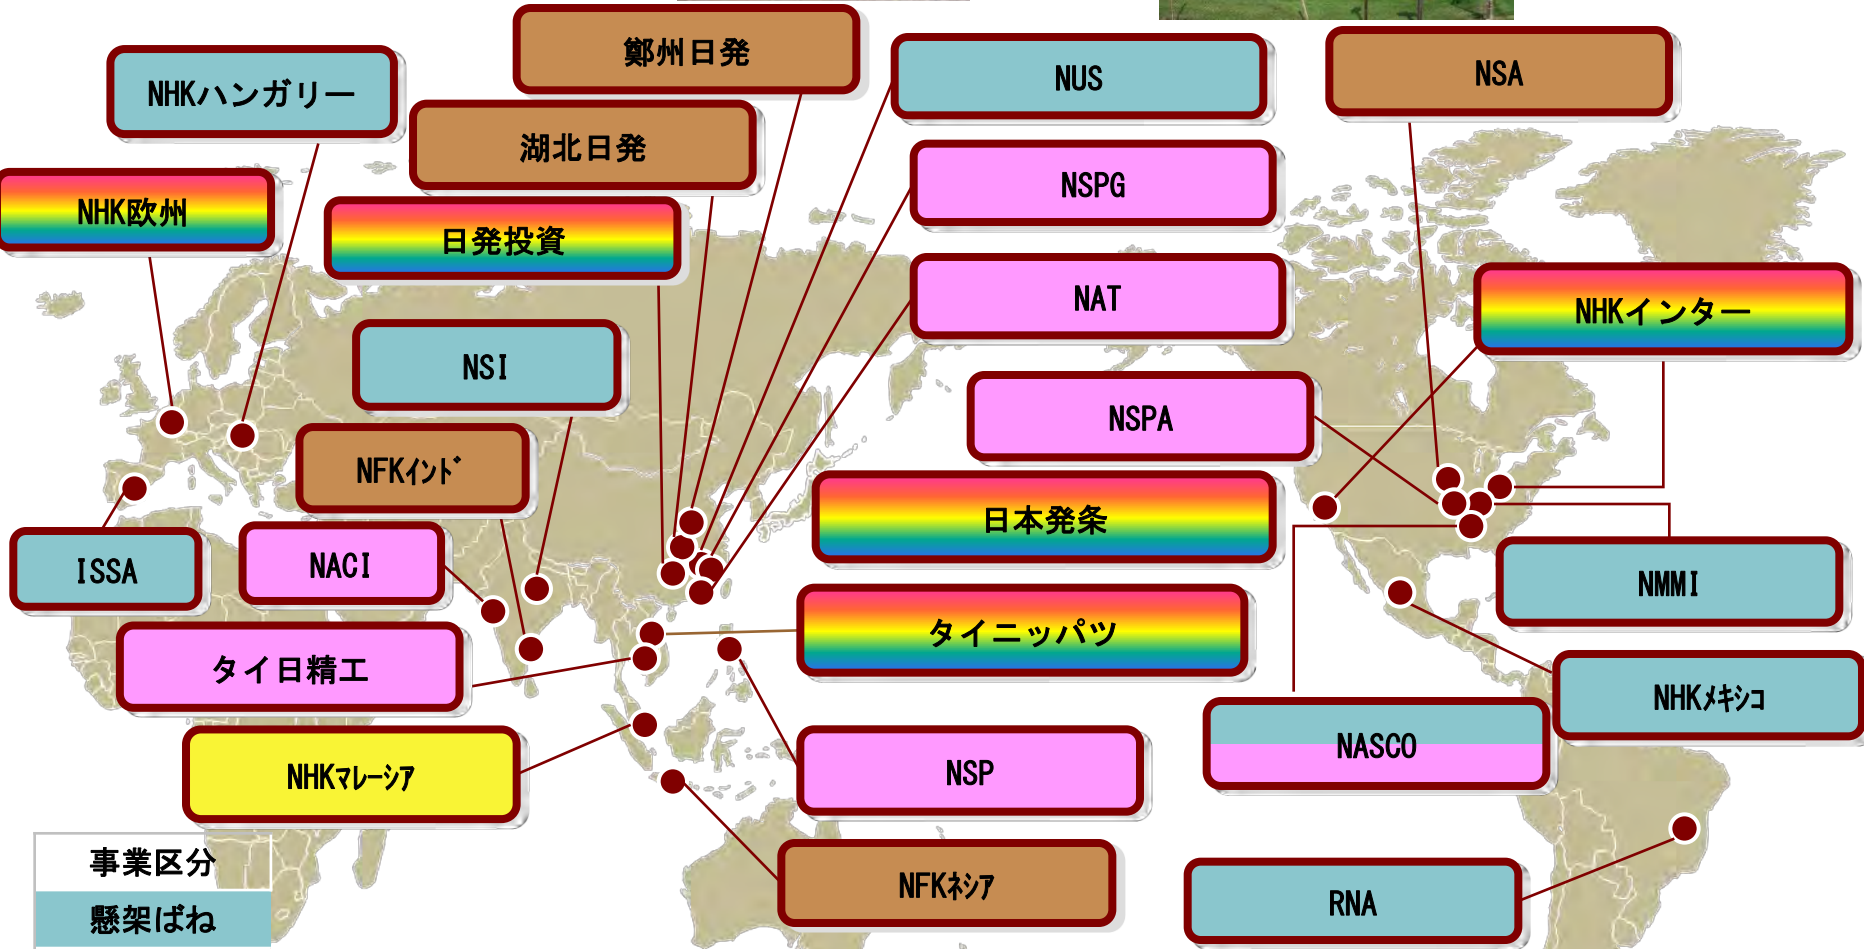 鄭州日発
NUS
NSA
NHKハンガリー
湖北日発
NSPG
NHK欧州
日発投資
NAT
NHKインター
NSI
NSPA
NFKインド
日本発条
ISSA
NACI
NMMI
タイニッパツ
タイ日精工
NHKメキシコ
NASCO
NHKマレーシア
NSP
NFKネシア
RNA
事業区分
懸架ばね